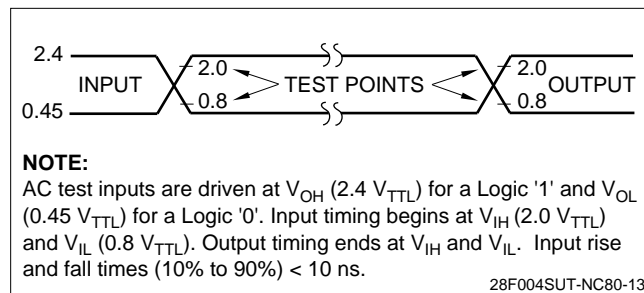 2.4
2.0 2.0
INPUT TEST POINTS OUTPUT
0.8 0.8
0.45
NOTE:
AC test inputs are driven at VOH (2.4 VTTL) for a Logic '1' and VOL
(0.45 VTTL) for a Logic '0'. Input timing begins at VIH (2.0 VTTL)
and VIL (0.8 VTTL). Output timing ends at VIH and VIL. Input rise
and fall times (10% to 90%) < 10 ns.
28F004SUT-NC80-13